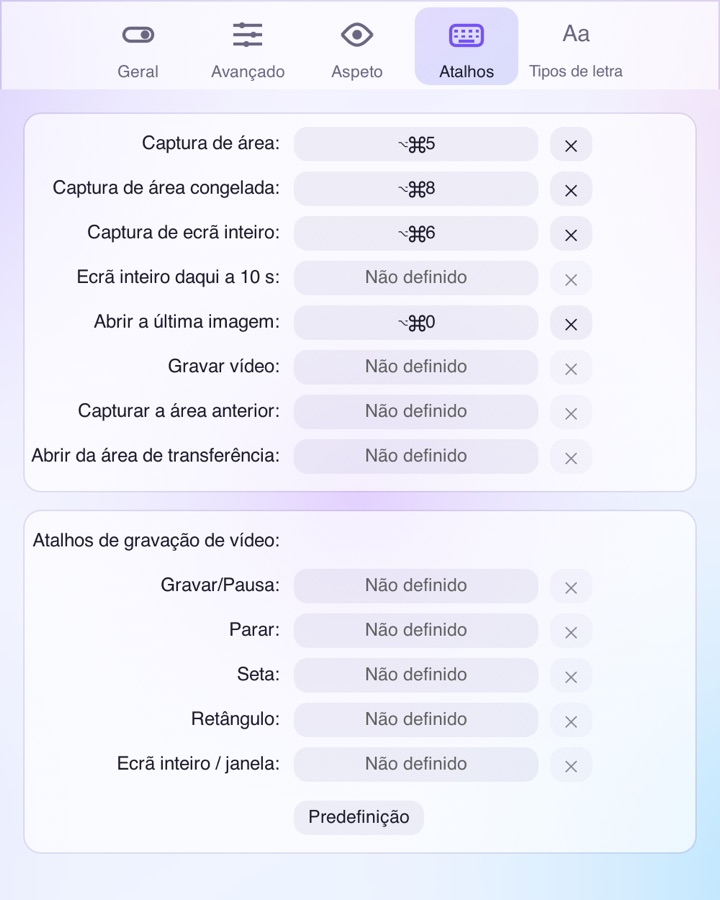 Geral
Avançado
Aspeto
Atalhos
Aa
Tipos de letra
Captura de área: ⌥⌘5
Captura de área congelada: ⌥⌘8
Captura de ecrã inteiro: ⌥⌘6
Ecrã inteiro daqui a 10 s: Não definido
Abrir a última imagem: ⌥⌘0
Gravar vídeo: Não definido
Capturar a área anterior: Não definido
Abrir da área de transferência: Não definido
Atalhos de gravação de vídeo:
Gravar/Pausa: Não definido
Parar: Não definido
Seta: Não definido
Retângulo: Não definido
Ecrã inteiro / janela: Não definido
Predefinição